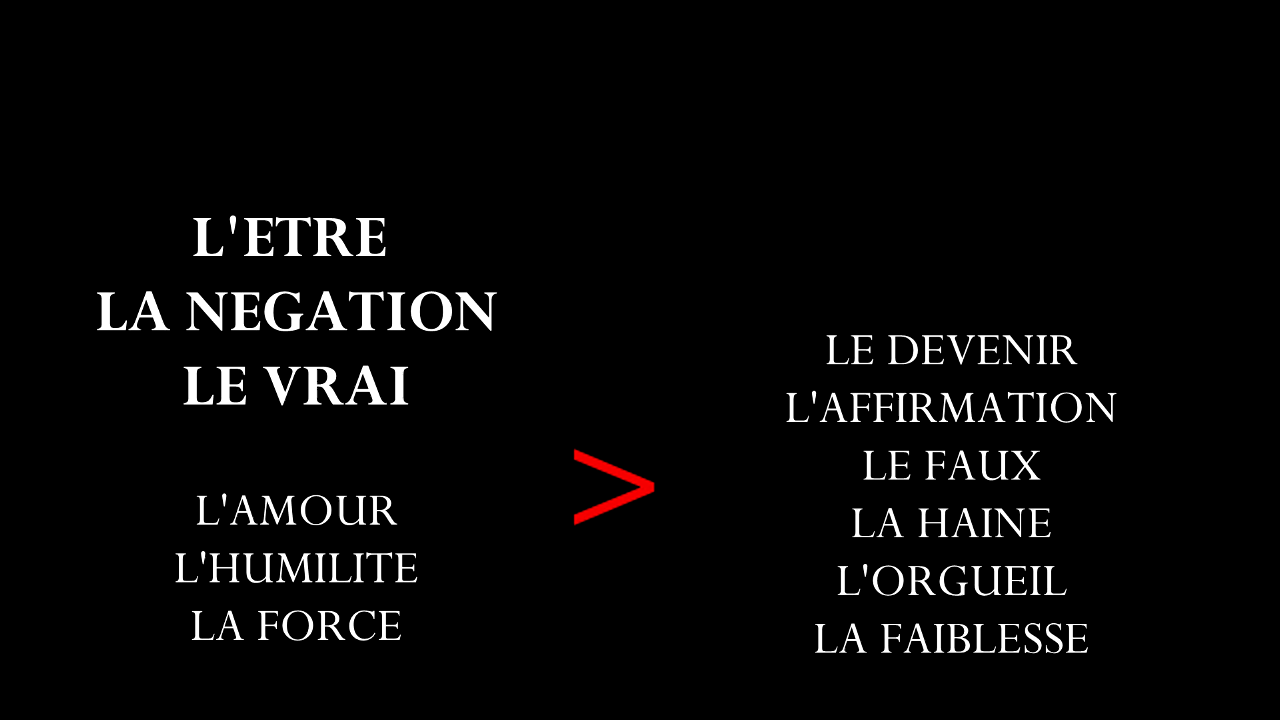 L'ETRE
LA NEGATION
LE VRAI
L'AMOUR
L'HUMILITE
LA FORCE
>
LE DEVENIR
L'AFFIRMATION
LE FAUX
LA HAINE
L'ORGUEIL
LA FAIBLESSE